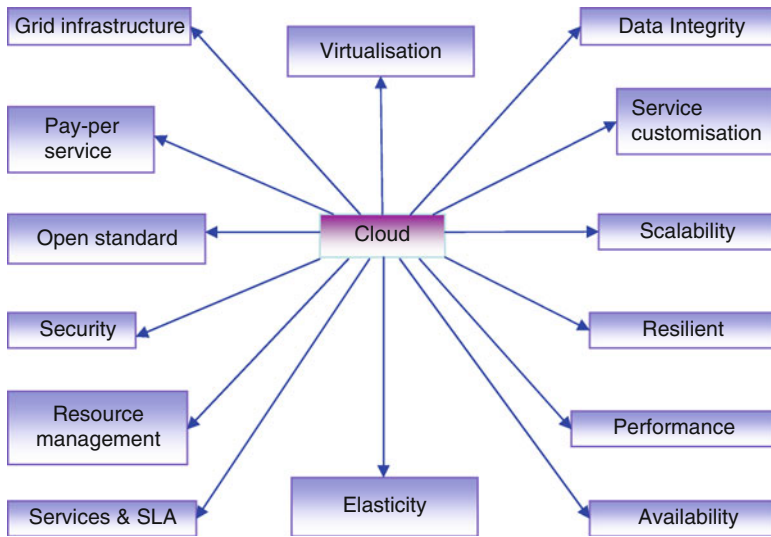 Grid infrastructure
Virtualisation
Data Integrity
Pay-per
service
Service
customisation
Open standard
Cloud
Scalability
Security
Resilient
Resource
management
Performance
Services & SLA
Elasticity
Availability